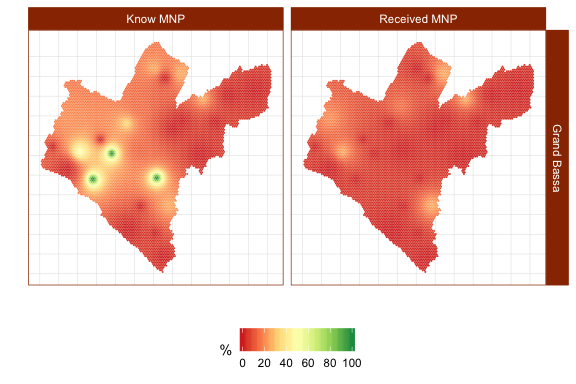 Know MNP
Received MNP
Grand Bassa
%
0 20 40 60 80 100